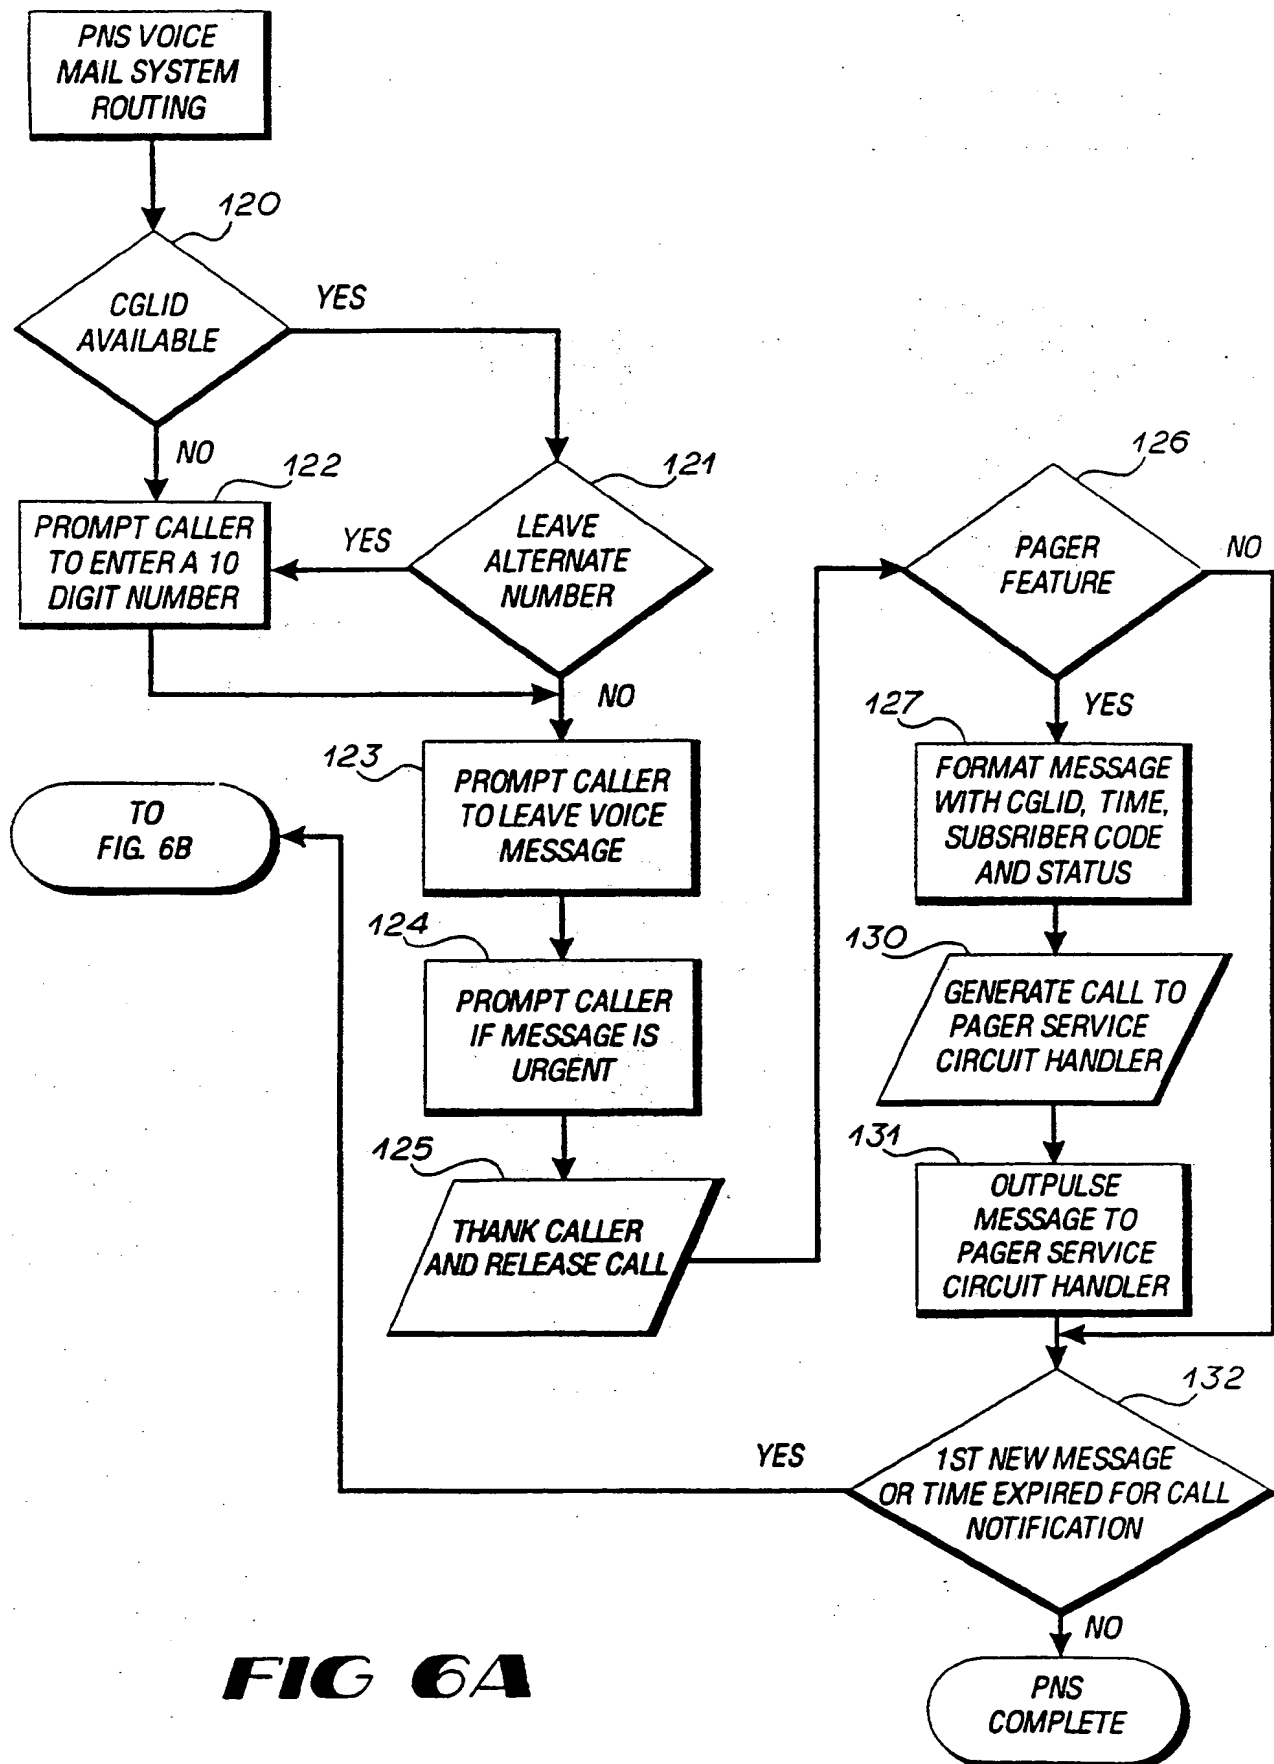 PNS VOICE
MAIL SYSTEM
ROUTING
120
CGLID
AVAILABLE
YES
NO
122
PROMPT CALLER
TO ENTER A 10
DIGIT NUMBER
YES
121
LEAVE
ALTERNATE
NUMBER
NO
123
PROMPT CALLER
TO LEAVE VOICE
MESSAGE
TO
FIG. 6B
124
PROMPT CALLER
IF MESSAGE IS
URGENT
125
THANK CALLER
AND RELEASE CALL
126
PAGER
FEATURE
NO
YES
127
FORMAT MESSAGE
WITH CGLID, TIME,
SUBSRIBER CODE
AND STATUS
130
GENERATE CALL TO
PAGER SERVICE
CIRCUIT HANDLER
131
OUTPULSE
MESSAGE TO
PAGER SERVICE
CIRCUIT HANDLER
132
YES
1ST NEW MESSAGE
OR TIME EXPIRED FOR CALL
NOTIFICATION
NO
PNS
COMPLETE
FIG 6A